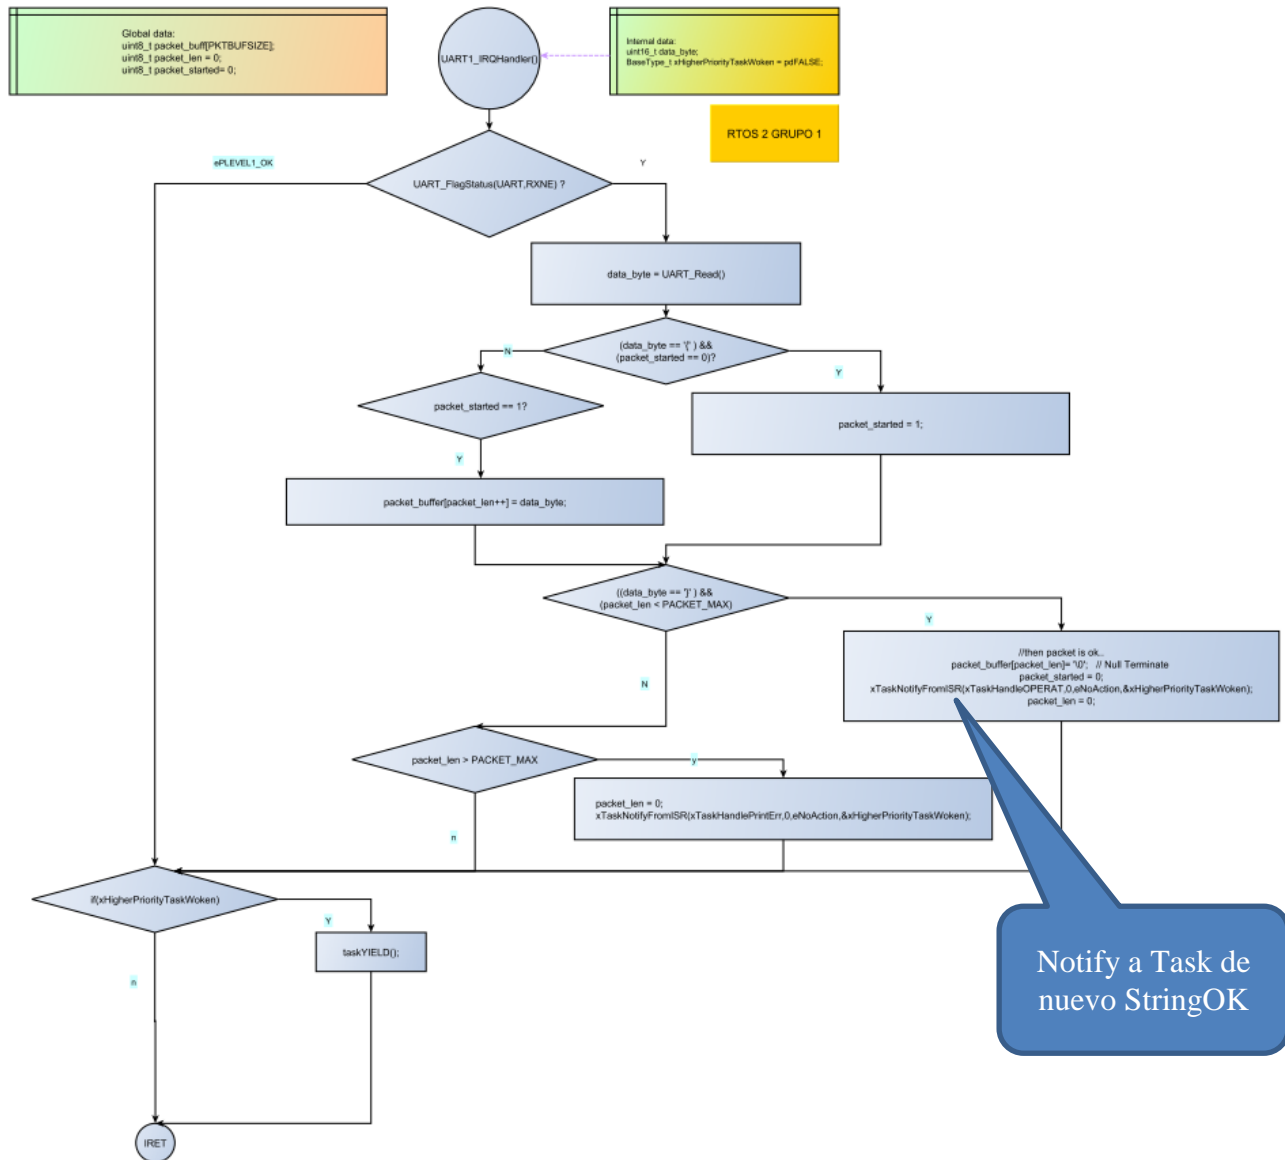 Global data:
uint8_t packet_buff[PKTBUFSIZE];
uint8_t packet_len = 0;
uint8_t packet_started= 0;
UART1_IRQHandler()
Internal data:
uint16_t data_byte;
BaseType_t xHigherPriorityTaskWoken = pdFALSE;
RTOS 2 GRUPO 1
ePLEVEL1_OK
Y
UART_FlagStatus(UART,RXNE) ?
data_byte = UART_Read()
(data_byte == '{' ) &&
(packet_started == 0)?
N
Y
packet_started == 1?
packet_started = 1;
Y
packet_buffer[packet_len++] = data_byte;
((data_byte == '}' ) &&
(packet_len < PACKET_MAX)
Y
//then packet is ok..
packet_buffer[packet_len]= '\0'; // Null Terminate
packet_started = 0;
xTaskNotifyFromISR(xTaskHandleOPERAT,0,eNoAction,&xHigherPriorityTaskWoken);
packet_len = 0;
N
packet_len > PACKET_MAX
y
packet_len = 0;
xTaskNotifyFromISR(xTaskHandlePrintErr,0,eNoAction,&xHigherPriorityTaskWoken);
n
if(xHigherPriorityTaskWoken)
Y
taskYIELD();
n
Notify a Task de
nuevo StringOK
IRET